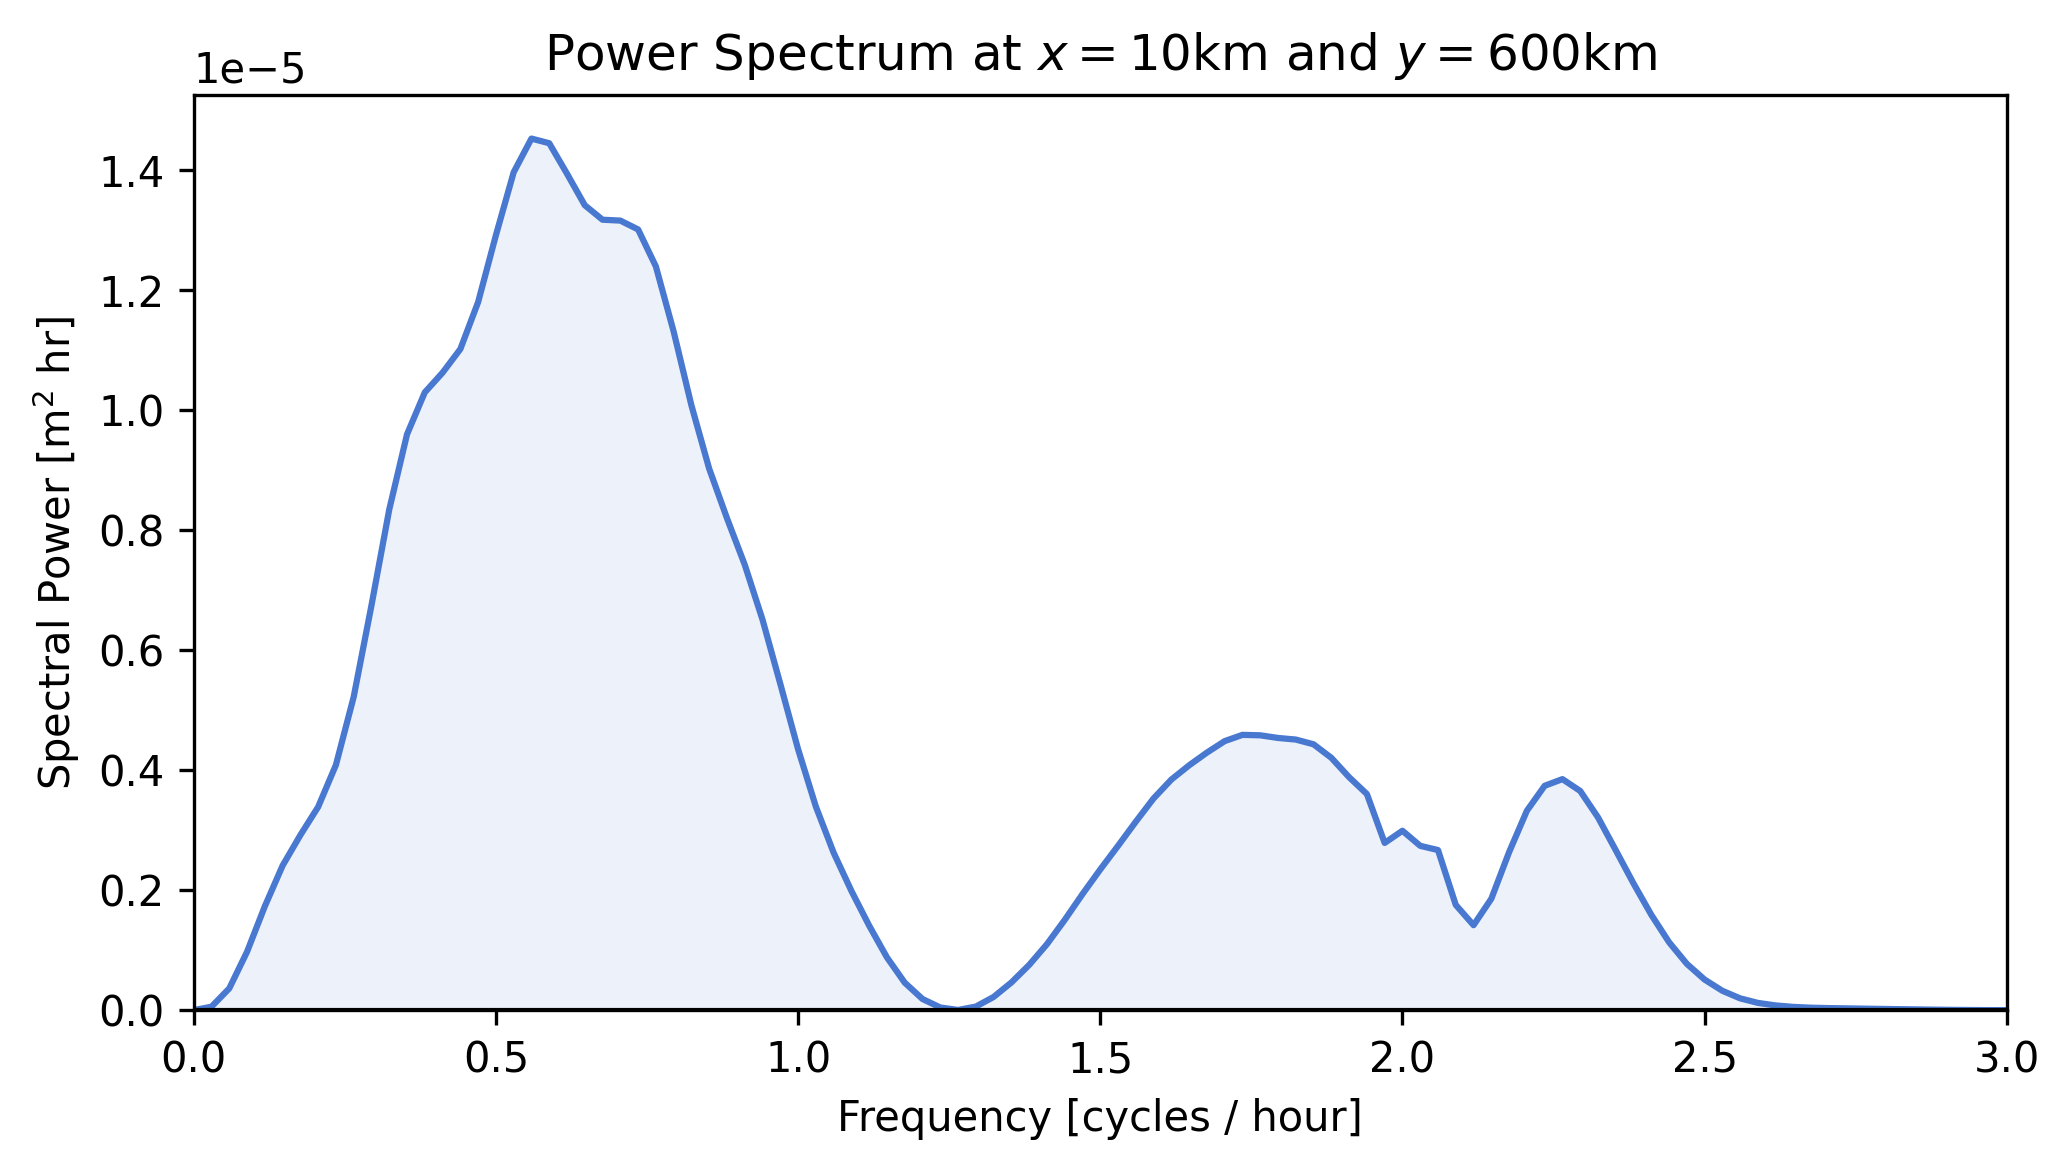 Power Spectrum at x = 10km and y = 600km
1e−5
1.4
1.2
1.0
0.8
0.6
0.4
0.2
0.0
Spectral Power [m² hr]
0.0 0.5 1.0 1.5 2.0 2.5 3.0
Frequency [cycles / hour]